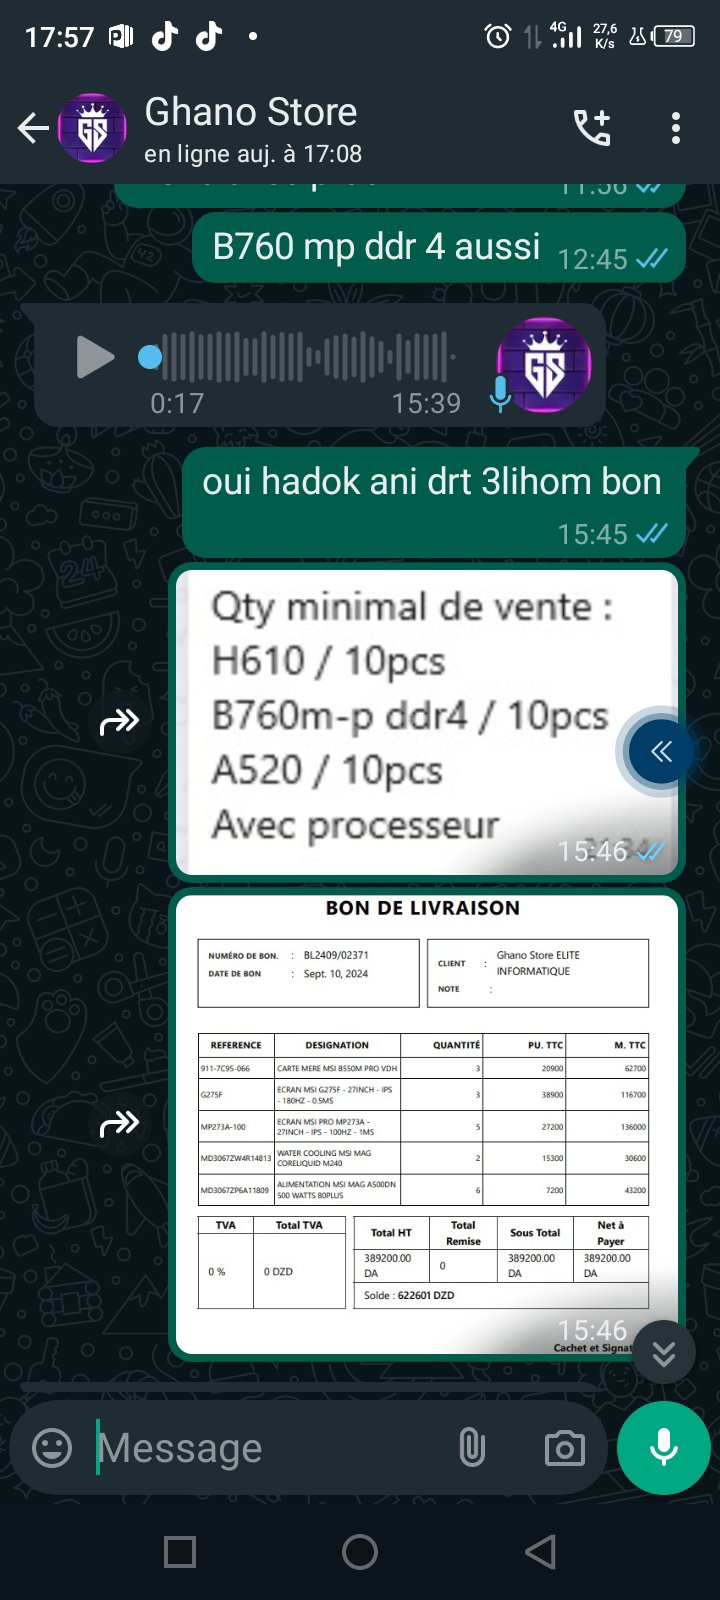 17:57
4G
27,6
K/s
79
Ghano Store
en ligne auj. à 17:08
11:56
B760 mp ddr 4 aussi 12:45
GS
0:17 15:39
oui hadok ani drt 3lihom bon
15:45
Qty minimal de vente :
H610 / 10pcs
B760m-p ddr4 / 10pcs
A520 / 10pcs
Avec processeur
15:46
BON DE LIVRAISON
NUMÉRO DE BON. : BL2409/02371
DATE DE BON : Sept. 10, 2024
CLIENT : Ghano Store ELITE
INFORMATIQUE
NOTE :
REFERENCE DESIGNATION QUANTITÉ PU. TTC M. TTC
911-7C95-066 CARTE MERE MSI B550M PRO VDH 3 20900 62700
G275F ECRAN MSI G275F - 27INCH - IPS
- 180HZ - 0.5MS 3 38900 116700
MP273A-100 ECRAN MSI PRO MP273A -
27INCH - IPS - 100HZ - 1MS 5 27200 136000
MD3067ZW4R14813 WATER COOLING MSI MAG
CORELIQUID M240 2 15300 30600
MD3067ZP6A11809 ALIMENTATION MSI MAG A500DN
500 WATTS 80PLUS 6 7200 43200
TVA Total TVA
0 % 0 DZD
Total HT Total
Remise Sous Total Net à
Payer
389200.00
DA 0 389200.00
DA 389200.00
DA
Solde : 622601 DZD
15:46
Cachet et Signat
Message